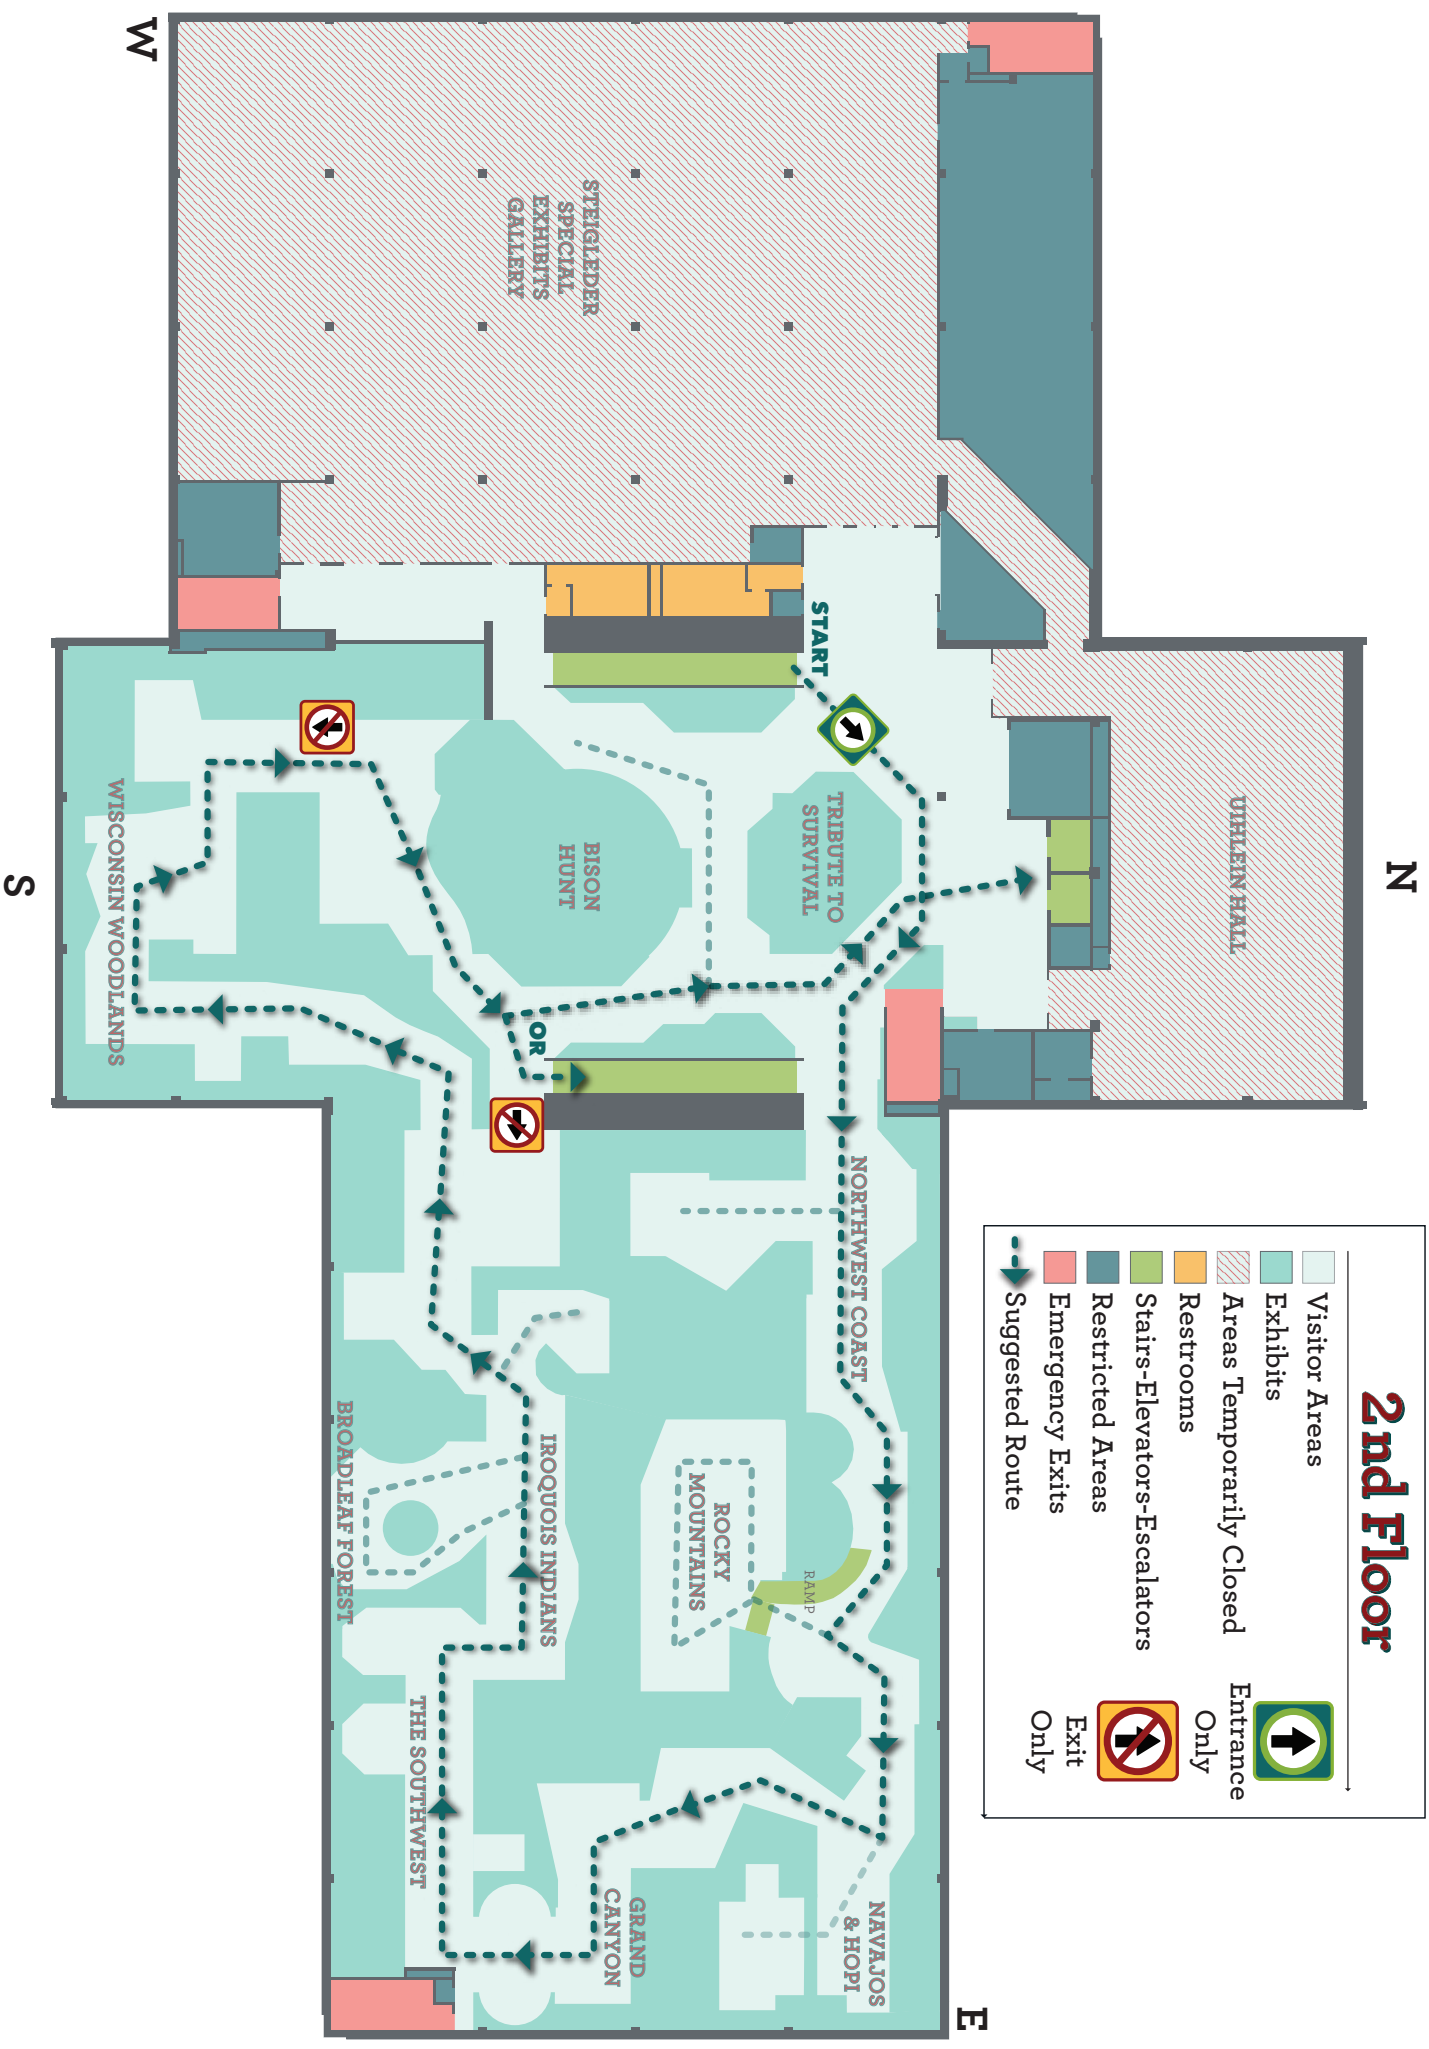 2nd Floor
Visitor Areas
Exhibits
Areas Temporarily Closed
Restrooms
Stairs-Elevators-Escalators
Restricted Areas
Emergency Exits
Suggested Route
Entrance
Only
Exit
Only
N
W
E
S
UIHLEIN HALL
STEIGLEDER
SPECIAL
EXHIBITS
GALLERY
START
TRIBUTE TO
SURVIVAL
BISON
HUNT
OR
WISCONSIN WOODLANDS
NORTHWEST COAST
RAMP
ROCKY
MOUNTAINS
NAVAJOS
& HOPI
GRAND
CANYON
IROQUOIS INDIANS
THE SOUTHWEST
BROADLEAF FOREST